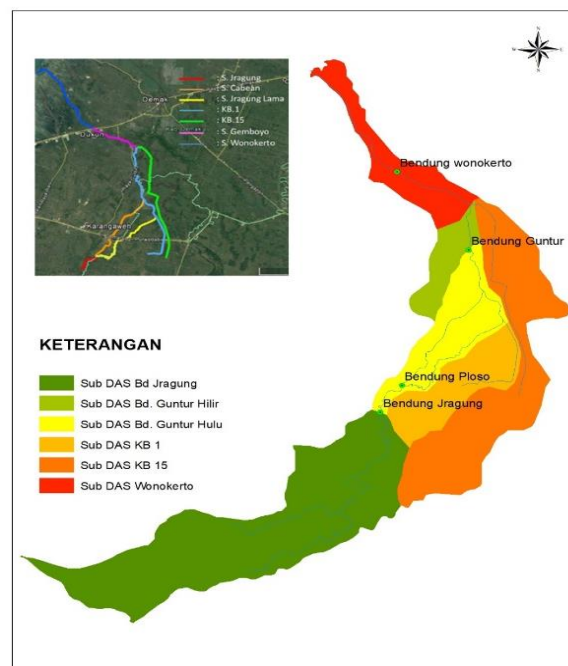 : S. Jragung
: S. Cabean
: S. Jragung Lama
: KB.1
: KB.15
: S. Gemboyo
: S. Wonokerto
Demak
Karangawen
Bendung wonokerto
Bendung Guntur
Bendung Ploso
Bendung Jragung
KETERANGAN
Sub DAS Bd Jragung
Sub DAS Bd. Guntur Hilir
Sub DAS Bd. Guntur Hulu
Sub DAS KB 1
Sub DAS KB 15
Sub DAS Wonokerto